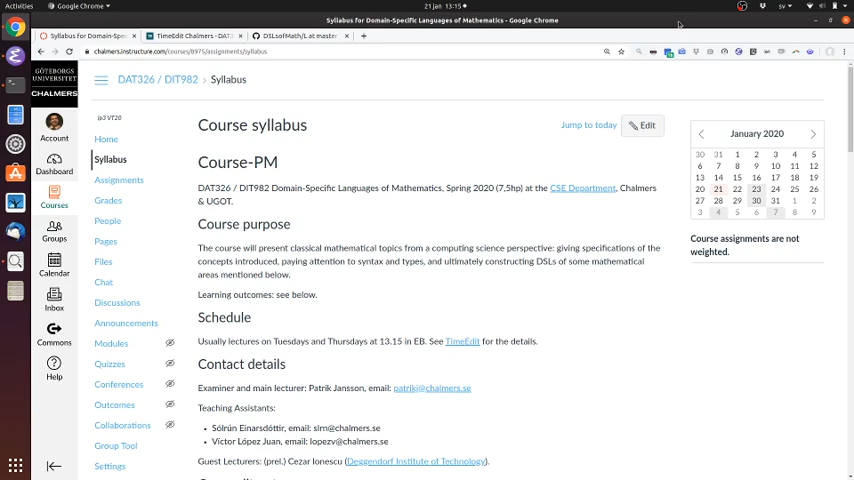 Activities
Google Chrome
21 jan 13:15
sv
Syllabus for Domain-Specific Languages of Mathematics - Google Chrome
Syllabus for Domain-Spe
TimeEdit Chalmers - DAT3
DSLsofMath/L at master
chalmers.instructure.com/courses/8975/assignments/syllabus
GÖTEBORGS
UNIVERSITET
CHALMERS
Account
Dashboard
Courses
Groups
Calendar
Inbox
Commons
Help
DAT326 / DIT982 › Syllabus
lp3 VT20
Home
Syllabus
Assignments
Grades
People
Pages
Files
Chat
Discussions
Announcements
Modules
Quizzes
Conferences
Outcomes
Collaborations
Group Tool
Settings
Course syllabus
Jump to today
Edit
Course-PM
DAT326 / DIT982 Domain-Specific Languages of Mathematics, Spring 2020 (7,5hp) at the CSE Department, Chalmers
& UGOT.
Course purpose
The course will present classical mathematical topics from a computing science perspective: giving specifications of the
concepts introduced, paying attention to syntax and types, and ultimately constructing DSLs of some mathematical
areas mentioned below.
Learning outcomes: see below.
Schedule
Usually lectures on Tuesdays and Thursdays at 13.15 in EB. See TimeEdit for the details.
Contact details
Examiner and main lecturer: Patrik Jansson, email: patrikj@chalmers.se
Teaching Assistants:
• Sólrún Einarsdóttir, email: slrn@chalmers.se
• Víctor López Juan, email: lopezv@chalmers.se
Guest Lecturers: (prel.) Cezar Ionescu (Deggendorf Institute of Technology).
January 2020
30 31 1 2 3 4 5
6 7 8 9 10 11 12
13 14 15 16 17 18 19
20 21 22 23 24 25 26
27 28 29 30 31 1 2
3 4 5 6 7 8 9
Course assignments are not
weighted.